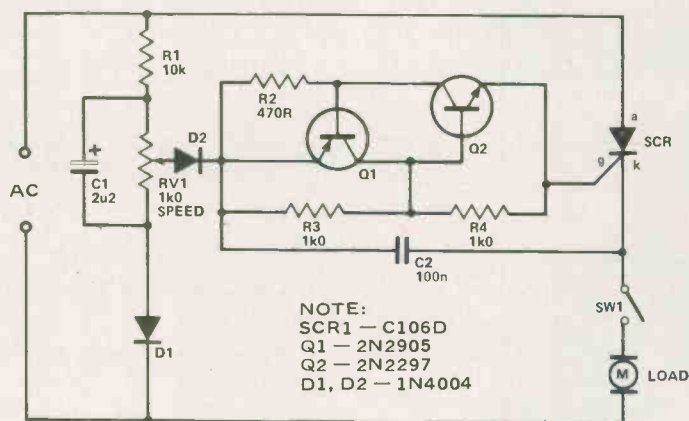 R1
10k
R2
470R
D2
Q1
Q2
a
SCR
g
k
AC
+
C1
2u2
RV1
1k0
SPEED
R3
1k0
R4
1k0
C2
100n
SW1
D1
NOTE:
SCR1 – C106D
Q1 – 2N2905
Q2 – 2N2297
D1, D2 – 1N4004
M
LOAD